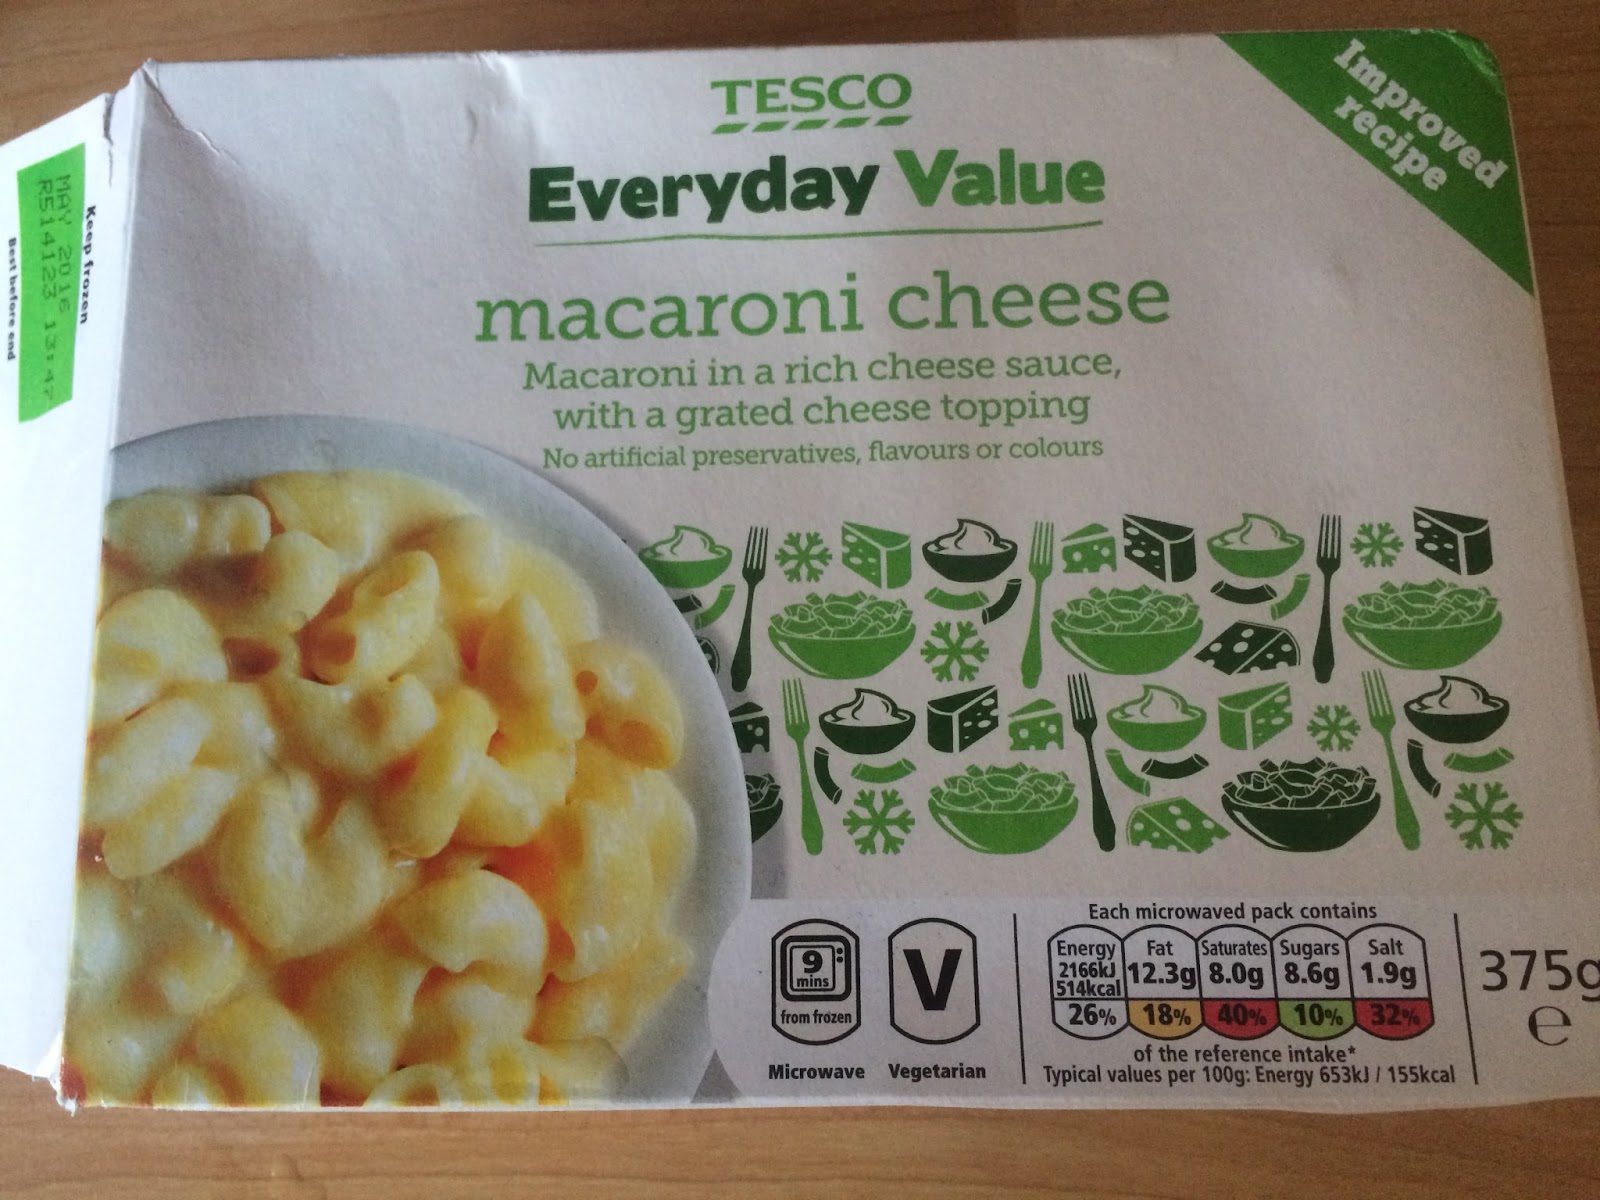 TESCO
Everyday Value
macaroni cheese
Macaroni in a rich cheese sauce,
with a grated cheese topping
No artificial preservatives, flavours or colours
Improved
recipe
Keep frozen
MAY 2016 13:47
R514123
Best before end
9
mins
from frozen
Microwave
V
Vegetarian
Each microwaved pack contains
Energy 2166kJ 514kcal 26%
Fat 12.3g 18%
Saturates 8.0g 40%
Sugars 8.6g 10%
Salt 1.9g 32%
of the reference intake*
Typical values per 100g: Energy 653kJ / 155kcal
375g
e